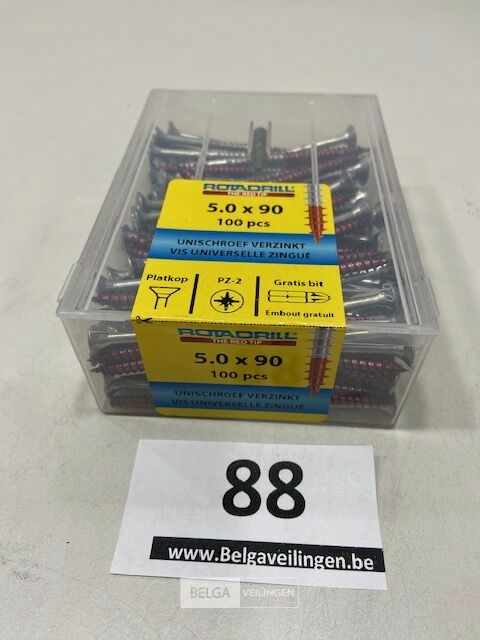 ROTADRILL
THE RED TIP
5.0 x 90
100 pcs
UNISCHROEF VERZINKT
VIS UNIVERSELLE ZINGUÉ
Platkop
PZ-2
Gratis bit
Embout gratuit
ROTADRILL
THE RED TIP
5.0 x 90
100 pcs
UNISCHROEF VERZINKT
VIS UNIVERSELLE ZINGUÉ
88
www.Belgaveilingen.be
BELGA VEILINGEN